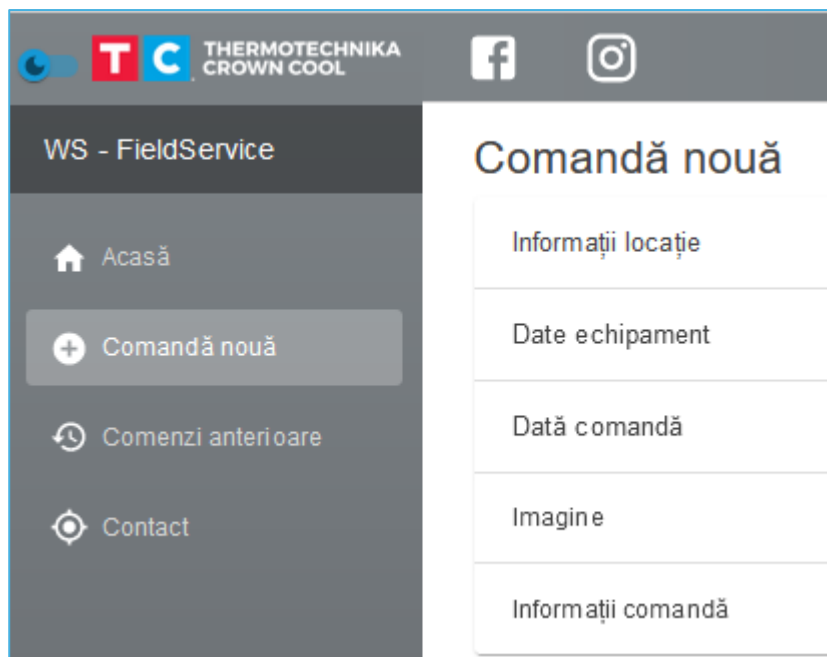 TC. THERMOTECHNIKA
CROWN COOL
WS - FieldService
Acasă
Comandă nouă
Comenzi anterioare
Contact
Comandă nouă
Informații locație
Date echipament
Dată comandă
Imagine
Informații comandă